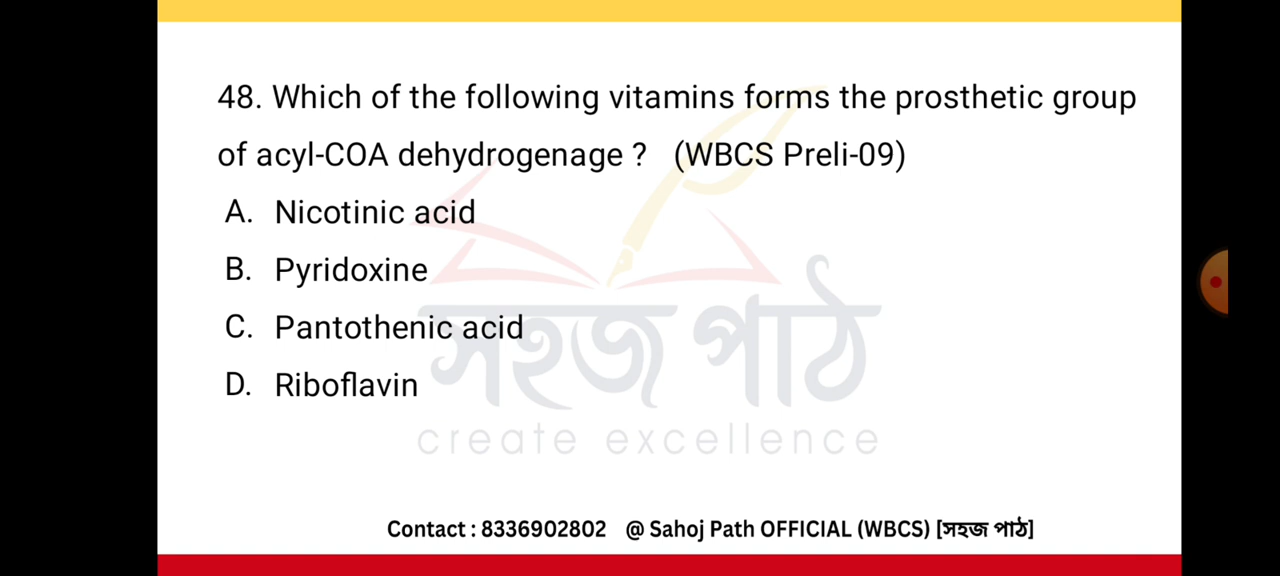 48. Which of the following vitamins forms the prosthetic group
of acyl-COA dehydrogenage ? (WBCS Preli-09)
A. Nicotinic acid
B. Pyridoxine
C. Pantothenic acid
D. Riboflavin
সহজ পাঠ
create excellence
Contact : 8336902802 @ Sahoj Path OFFICIAL (WBCS) [সহজ পাঠ]